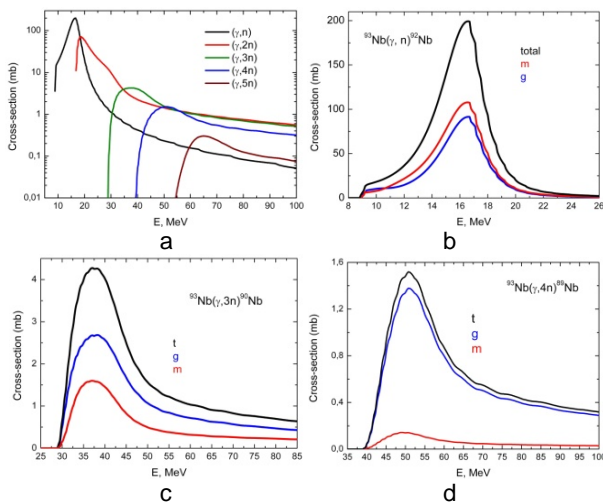 (γ,n)
(γ,2n)
(γ,3n)
(γ,4n)
(γ,5n)
Cross-section (mb)
100
10
1
0,1
0,01
10 20 30 40 50 60 70 80 90 100
E, MeV
a
⁹³Nb(γ, n)⁹²Nb
total
m
g
Cross-section (mb)
200
150
100
50
00
8 10 12 14 16 18 20 22 24 26
E, MeV
b
⁹³Nb(γ,3n)⁹⁰Nb
t
g
m
Cross-section (mb)
4
3
2
1
0
25 30 35 40 45 50 55 60 65 70 75 80 85
E, MeV
c
⁹³Nb(γ,4n)⁸⁹Nb
t
g
m
Cross-section (mb)
1,6
1,2
0,8
0,4
0,0
35 40 45 50 55 60 65 70 75 80 85 90 95 100
E, MeV
d